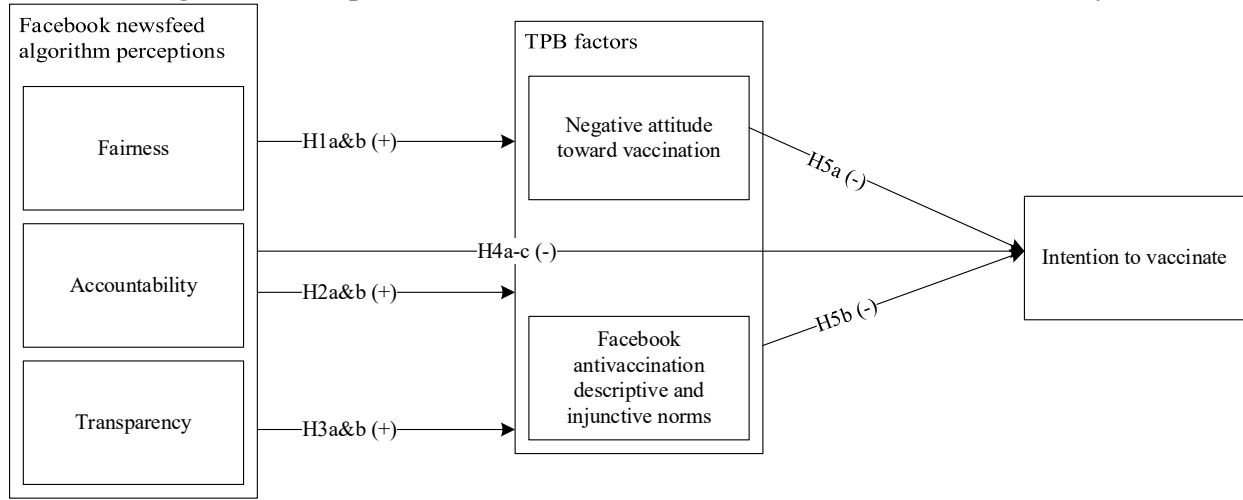 Facebook newsfeed
algorithm perceptions
Fairness
Accountability
Transparency
H1a&b (+)
H4a-c (-)
H2a&b (+)
H3a&b (+)
TPB factors
Negative attitude
toward vaccination
Facebook
antivaccination
descriptive and
injunctive norms
H5a (-)
H5b (-)
Intention to vaccinate